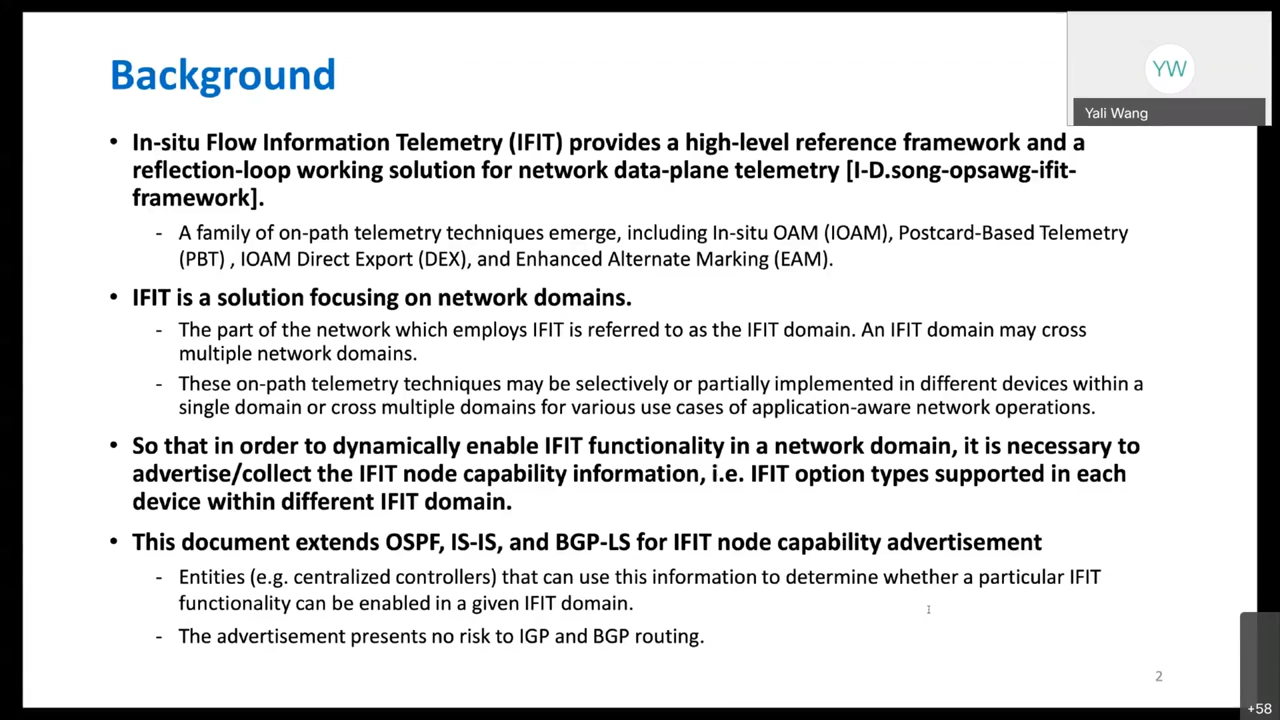 Background
YW
Yali Wang
• In-situ Flow Information Telemetry (IFIT) provides a high-level reference framework and a
reflection-loop working solution for network data-plane telemetry [I-D.song-opsawg-ifit-
framework].
- A family of on-path telemetry techniques emerge, including In-situ OAM (IOAM), Postcard-Based Telemetry
(PBT) , IOAM Direct Export (DEX), and Enhanced Alternate Marking (EAM).
• IFIT is a solution focusing on network domains.
- The part of the network which employs IFIT is referred to as the IFIT domain. An IFIT domain may cross
multiple network domains.
- These on-path telemetry techniques may be selectively or partially implemented in different devices within a
single domain or cross multiple domains for various use cases of application-aware network operations.
• So that in order to dynamically enable IFIT functionality in a network domain, it is necessary to
advertise/collect the IFIT node capability information, i.e. IFIT option types supported in each
device within different IFIT domain.
• This document extends OSPF, IS-IS, and BGP-LS for IFIT node capability advertisement
- Entities (e.g. centralized controllers) that can use this information to determine whether a particular IFIT
functionality can be enabled in a given IFIT domain.
- The advertisement presents no risk to IGP and BGP routing.
2
+58